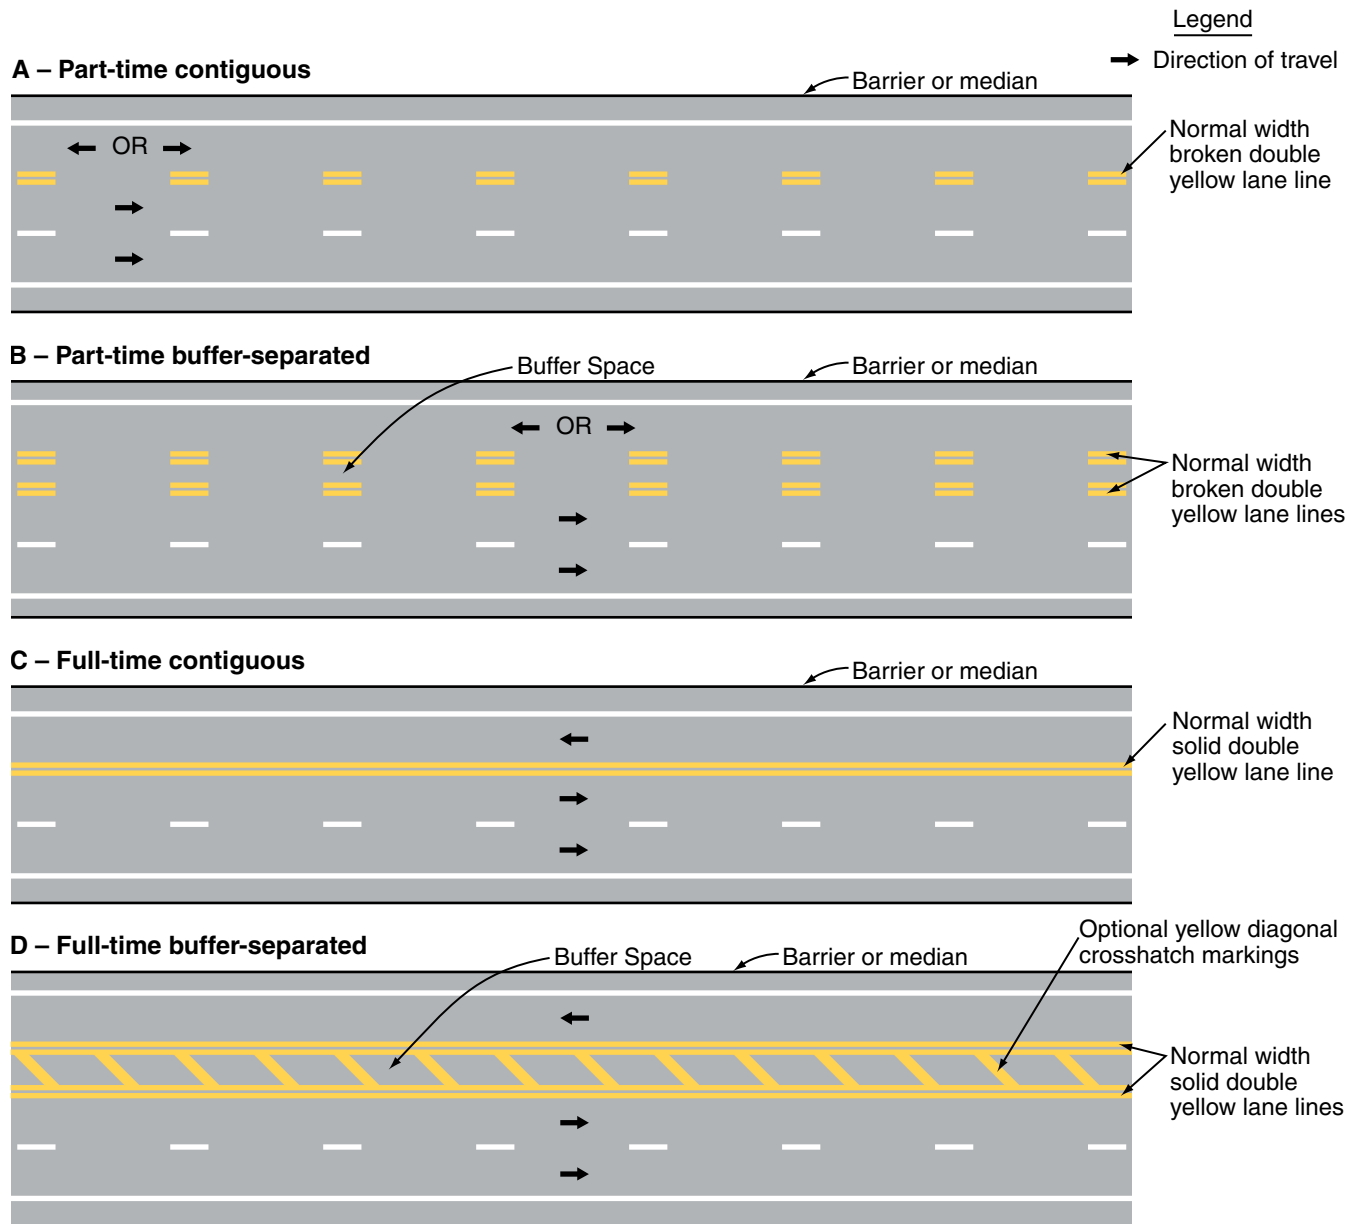 Legend
Direction of travel
A – Part-time contiguous
Barrier or median
OR
Normal width
broken double
yellow lane line
B – Part-time buffer-separated
Buffer Space
Barrier or median
OR
Normal width
broken double
yellow lane lines
C – Full-time contiguous
Barrier or median
Normal width
solid double
yellow lane line
D – Full-time buffer-separated
Buffer Space
Barrier or median
Optional yellow diagonal
crosshatch markings
Normal width
solid double
yellow lane lines